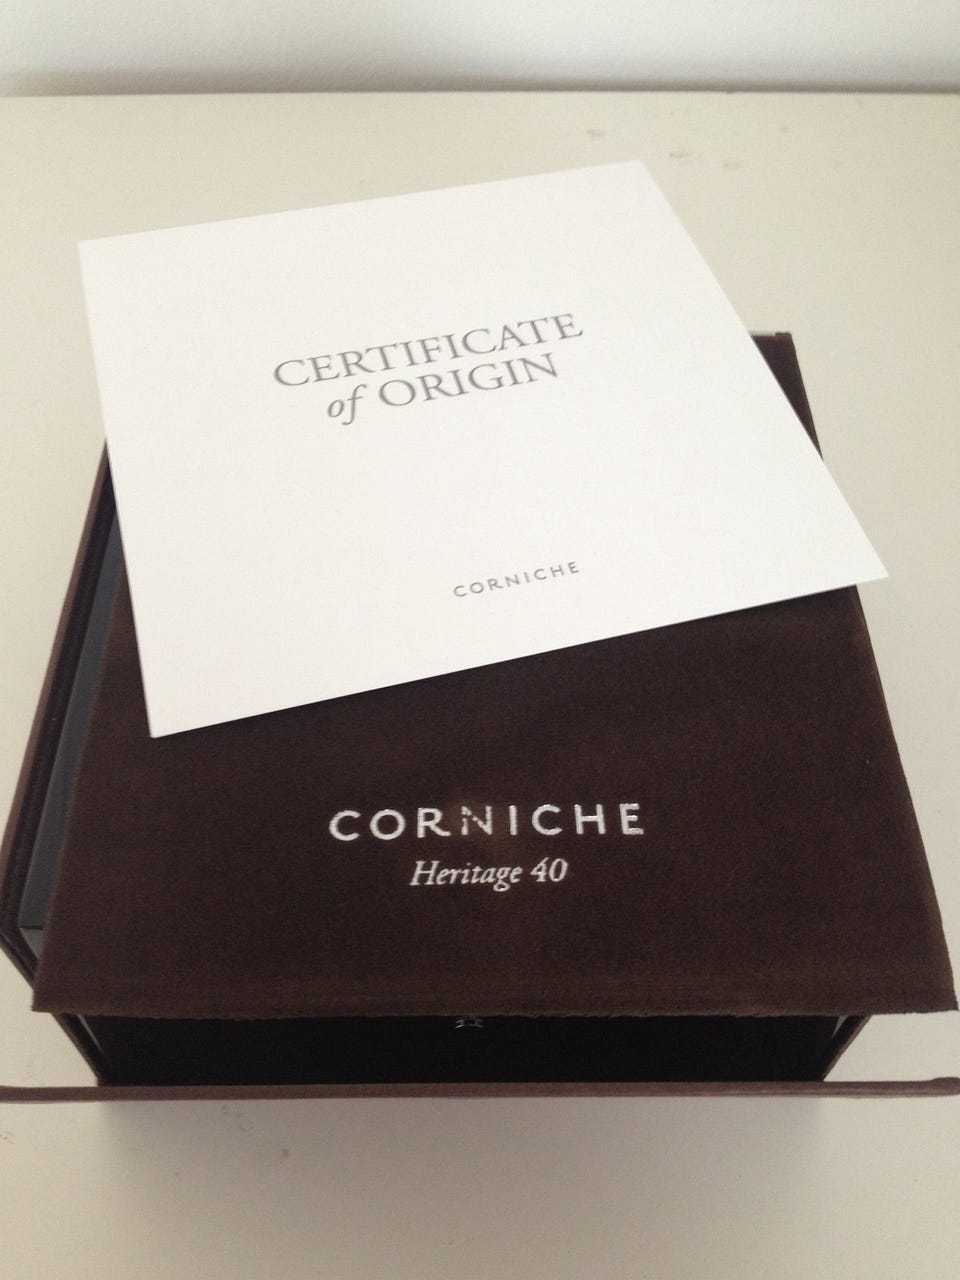 CERTIFICATE
of ORIGIN
CORNICHE
CORNICHE
Heritage 40